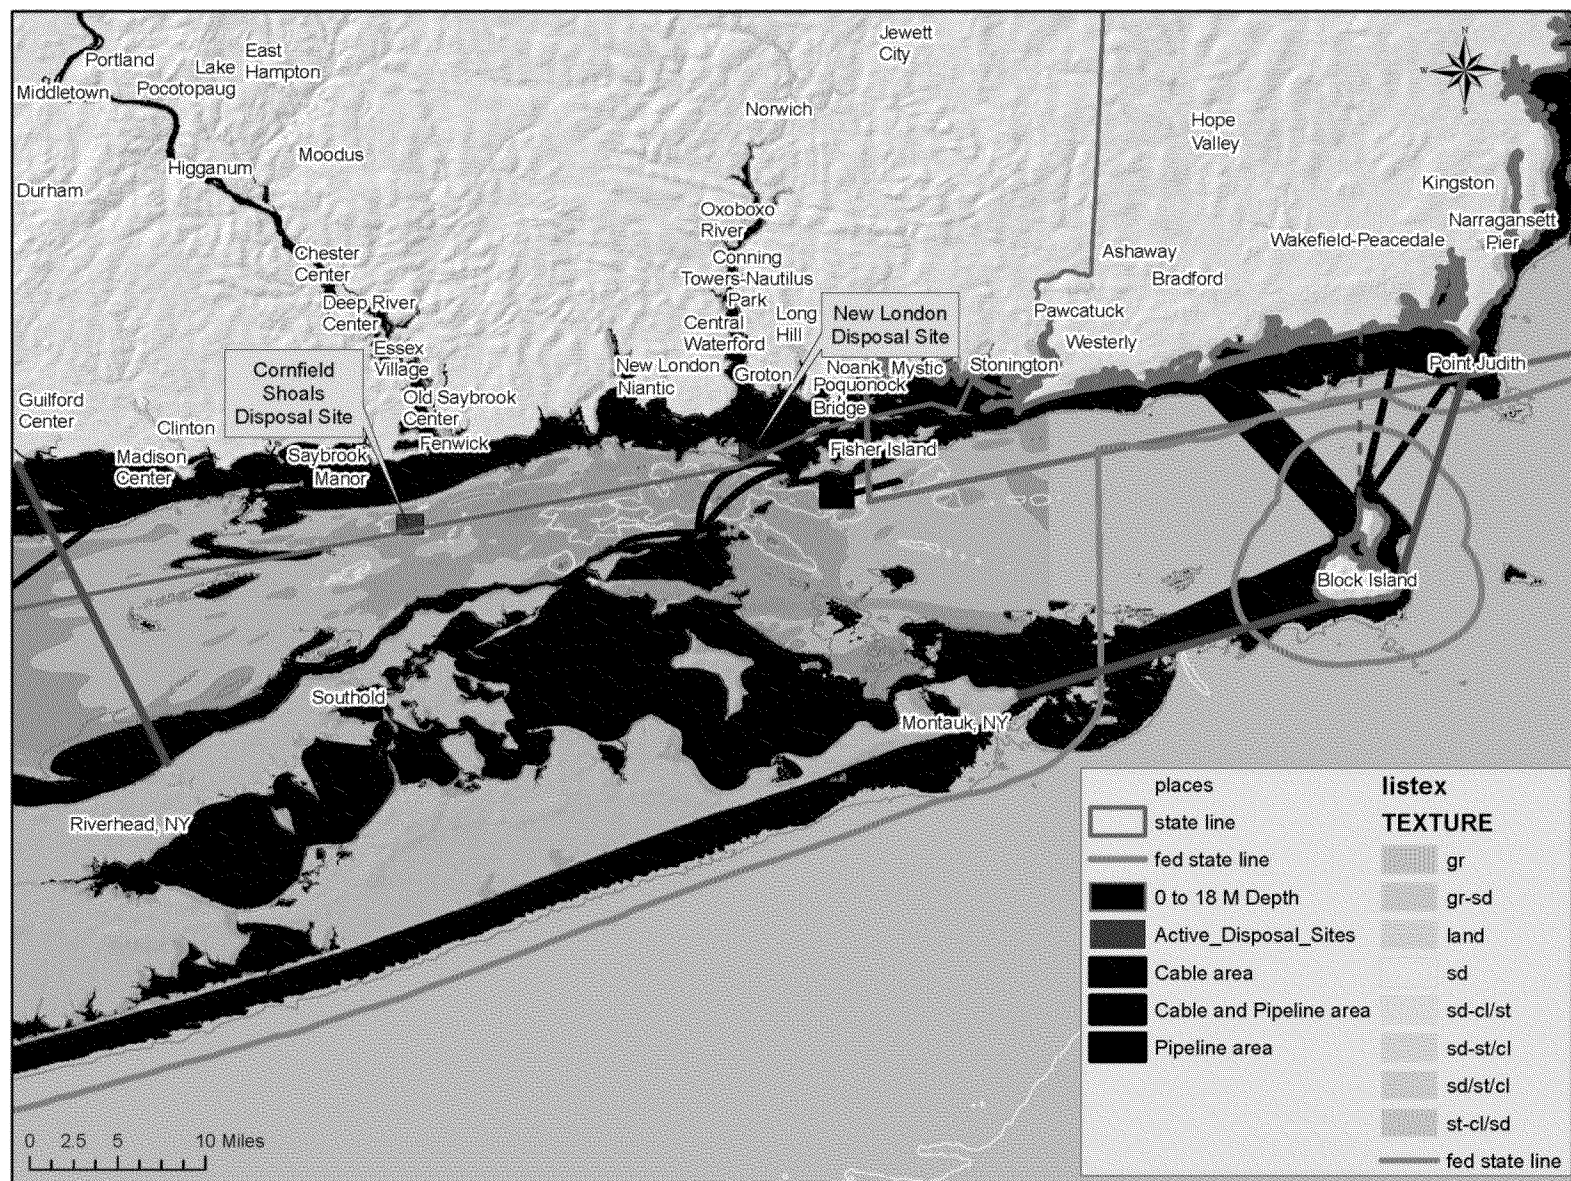 Jewett
City
East
Hampton
Portland
Lake
Pocotopaug
Middletown
N
W
S
Norwich
Hope
Valley
Moodus
Higganum
Durham
Kingston
Oxoboxo
River
Narragansett
Pier
Wakefield-Peacedale
Chester
Center
Conning
Towers-Nautilus
Park
Ashaway
Bradford
Deep River
Center
Central
Waterford
Long
Hill
New London
Disposal Site
Pawcatuck
Westerly
Essex
Village
Cornfield
Shoals
Disposal Site
New London
Niantic
Groton
Noank
Mystic
Stonington
Point Judith
Poquonock
Bridge
Guilford
Center
Old Saybrook
Center
Clinton
Fenwick
Madison
Center
Saybrook
Manor
Fisher Island
Block Island
Southold
Montauk, NY
Riverhead, NY
places
state line
fed state line
0 to 18 M Depth
Active_Disposal_Sites
Cable area
Cable and Pipeline area
Pipeline area
listex
TEXTURE
gr
gr-sd
land
sd
sd-cl/st
sd-st/cl
sd/st/cl
st-cl/sd
fed state line
0 2.5 5 10 Miles